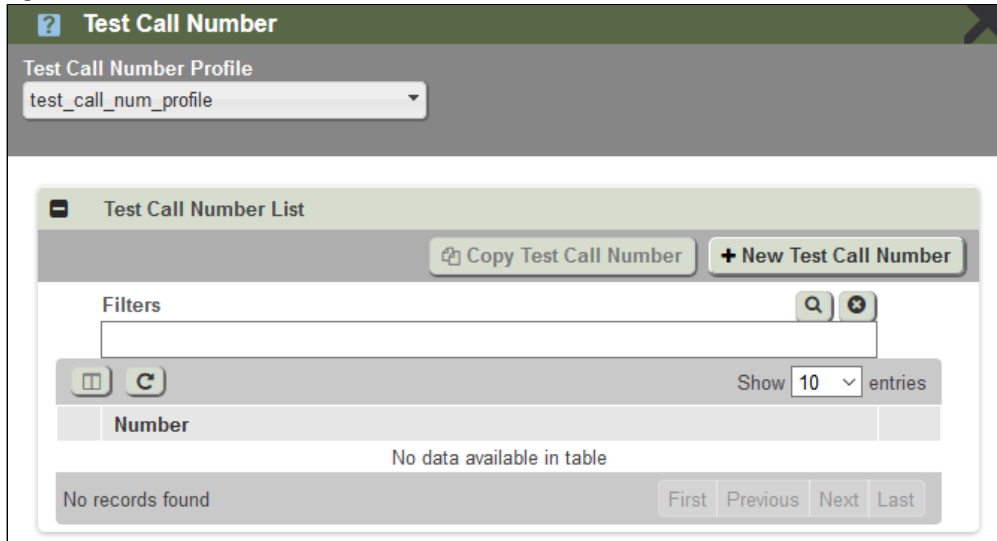 ? Test Call Number
Test Call Number Profile
test_call_num_profile
Test Call Number List
Copy Test Call Number + New Test Call Number
Filters
Show 10 entries
Number
No data available in table
No records found First Previous Next Last